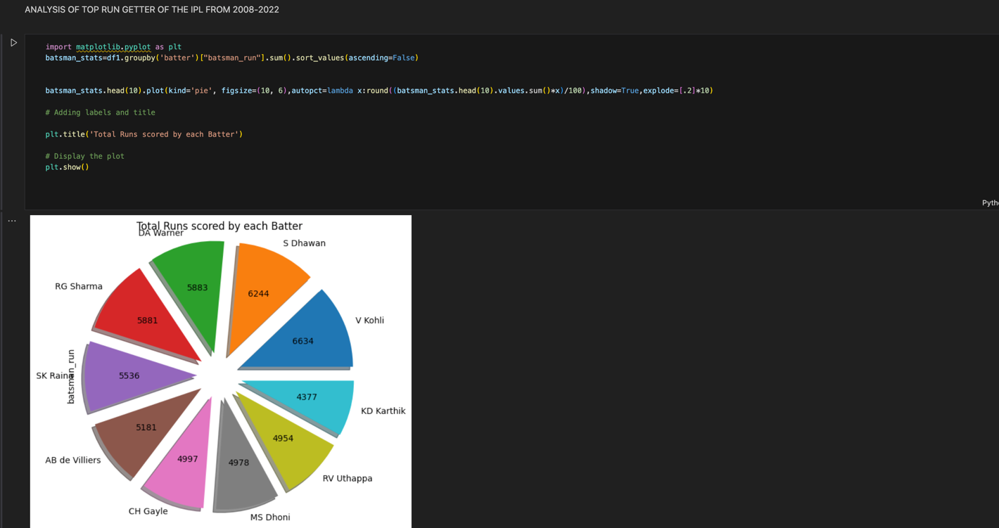 ANALYSIS OF TOP RUN GETTER OF THE IPL FROM 2008-2022
import matplotlib.pyplot as plt
batsman_stats=df1.groupby('batter')["batsman_run"].sum().sort_values(ascending=False)
batsman_stats.head(10).plot(kind='pie', figsize=(10, 6),autopct=lambda x:round((batsman_stats.head(10).values.sum()*x)/100),shadow=True,explode=[.2]*10)
# Adding labels and title
plt.title('Total Runs scored by each Batter')
# Display the plot
plt.show()
Pytho
...
Total Runs scored by each Batter
DA Warner
S Dhawan
RG Sharma
5883
6244
5881
V Kohli
6634
SK Raina
batsman_run
5536
4377
KD Karthik
5181
4954
AB de Villiers
4997
4978
RV Uthappa
CH Gayle
MS Dhoni